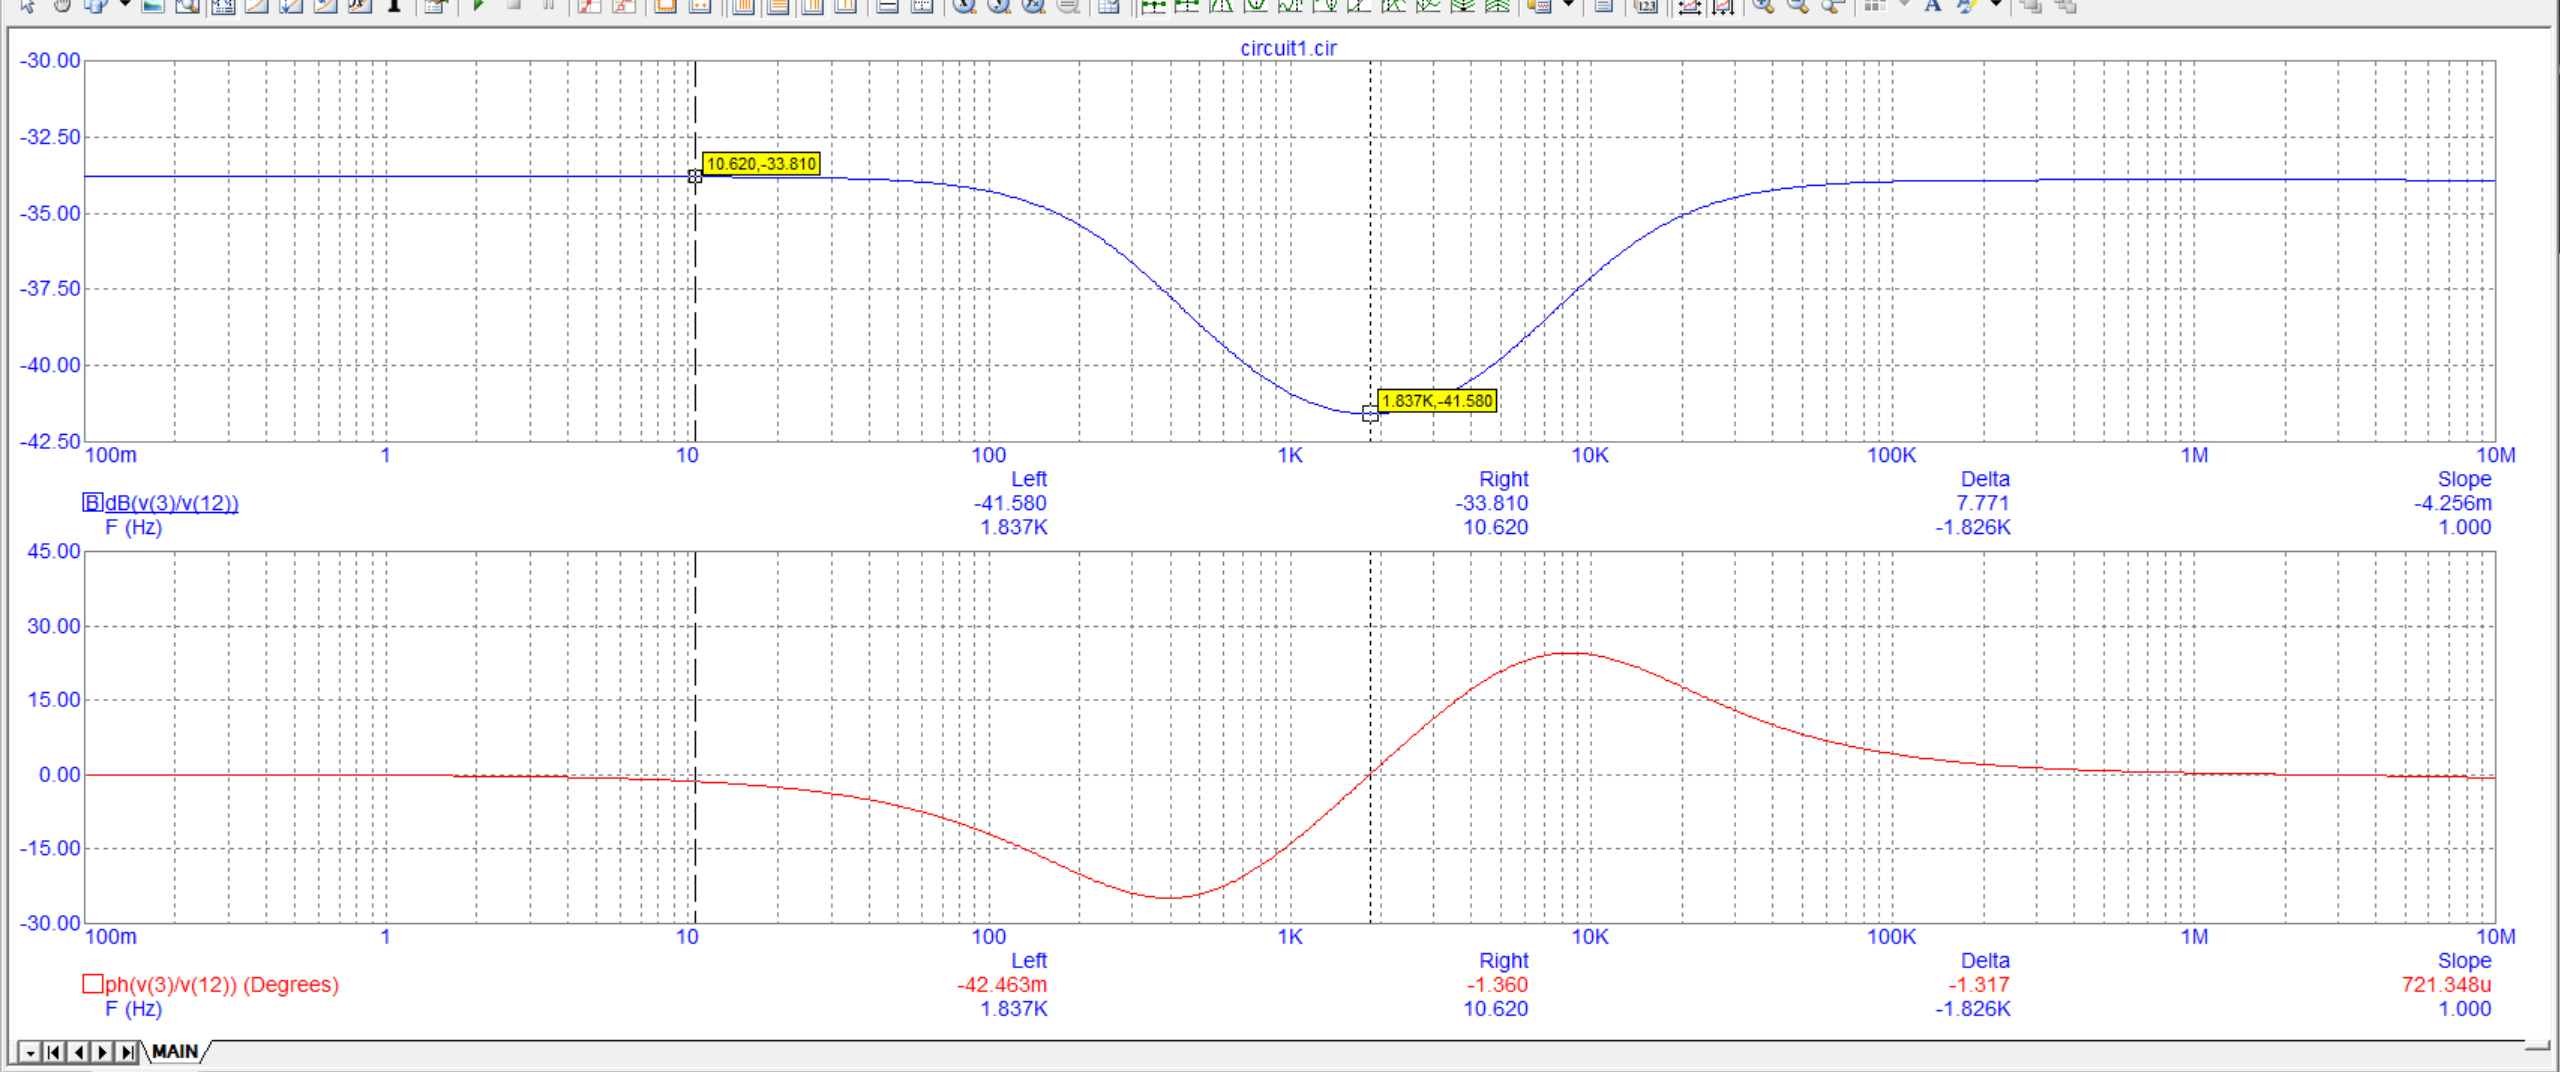 circuit1.cir
-30.00
-32.50
-35.00
-37.50
-40.00
-42.50
10.620,-33.810
1.837K,-41.580
100m 1 10 100 1K 10K 100K 1M 10M
Left Right Delta Slope
B dB(v(3)/v(12)) -41.580 -33.810 7.771 -4.256m
F (Hz) 1.837K 10.620 -1.826K 1.000
45.00
30.00
15.00
0.00
-15.00
-30.00
100m 1 10 100 1K 10K 100K 1M 10M
Left Right Delta Slope
ph(v(3)/v(12)) (Degrees) -42.463m -1.360 -1.317 721.348u
F (Hz) 1.837K 10.620 -1.826K 1.000
MAIN